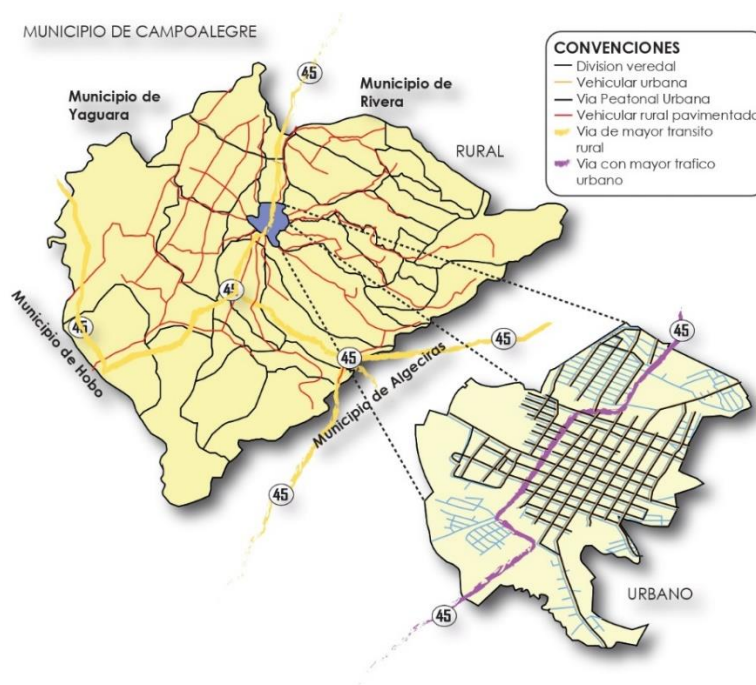 MUNICIPIO DE CAMPOALEGRE
45
Municipio de
Yaguara
Municipio de
Rivera
RURAL
CONVENCIONES
Division veredal
Vehicular urbana
Via Peatonal Urbana
Vehicular rural pavimentada
Via de mayor transito
rural
Via con mayor trafico
urbano
45
45
Municipio de Hobo
45
45
Municipio de Algeciras
45
45
45
URBANO